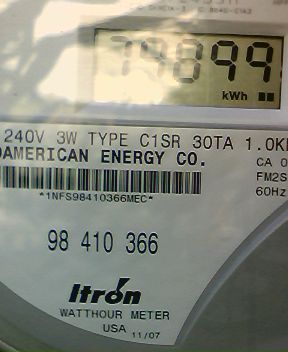 79899
kWh
240V 3W TYPE C1SR 30TA 1.0K
AMERICAN ENERGY CO.
CA 0
FM2S
60Hz
*1NFS98410366MEC*
98 410 366
Itron
WATTHOUR METER
USA 11/07